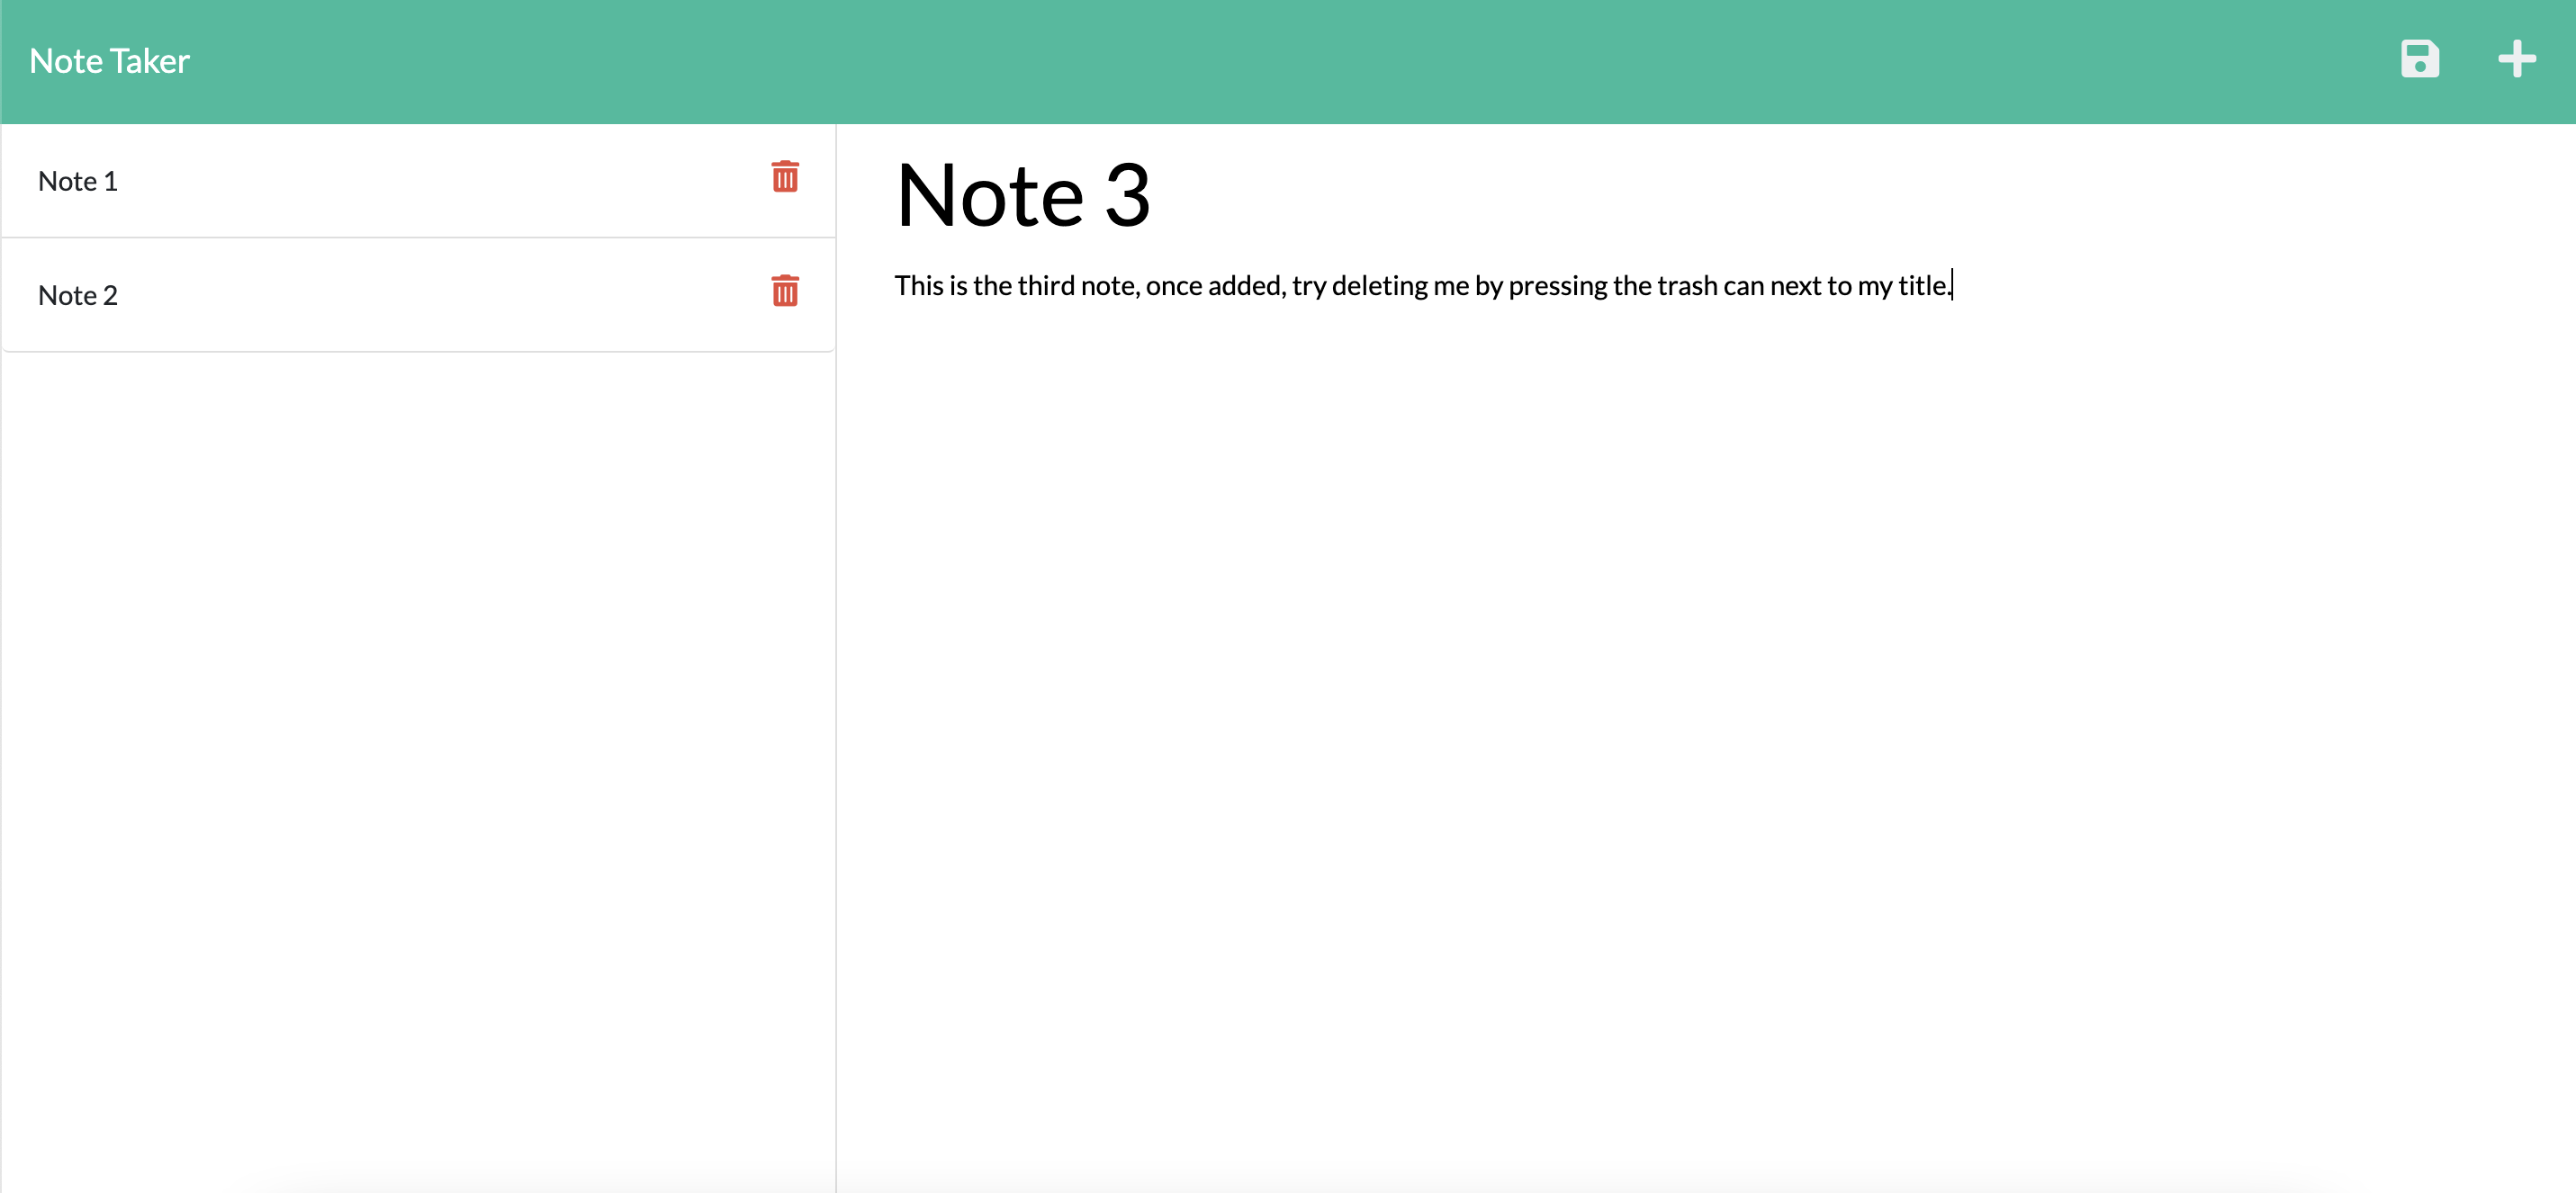 Note Taker
Note 1
Note 2
Note 3
This is the third note, once added, try deleting me by pressing the trash can next to my title.